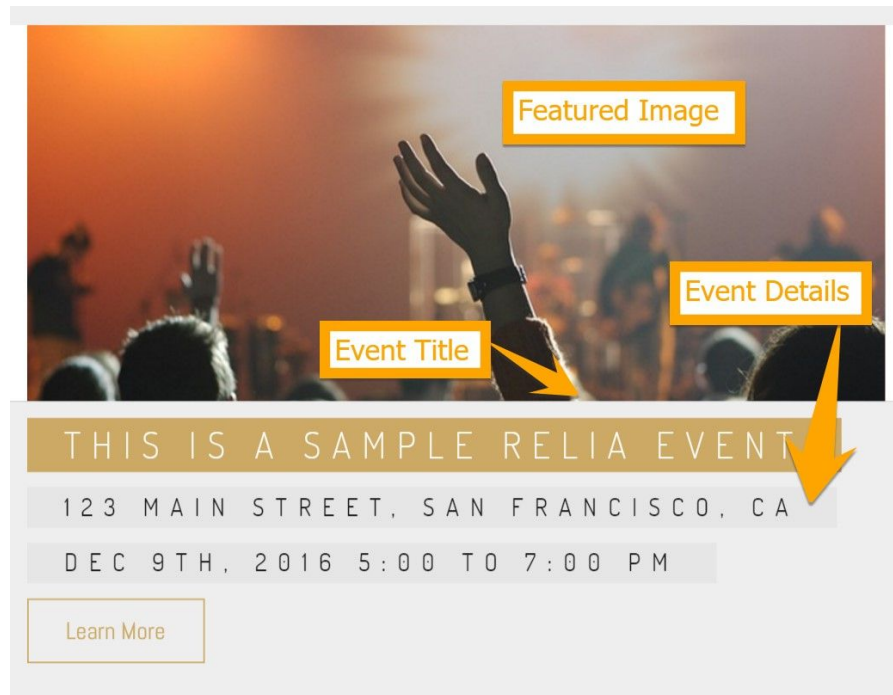 Featured Image
Event Details
Event Title
THIS IS A SAMPLE RELIA EVENT
123 MAIN STREET, SAN FRANCISCO, CA
DEC 9TH, 2016 5:00 TO 7:00 PM
Learn More